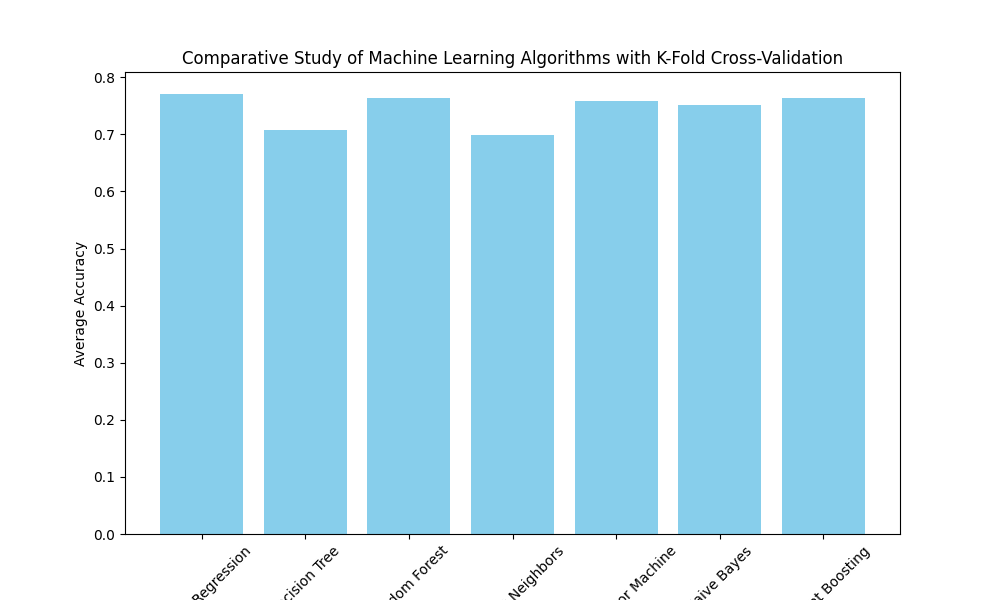 Comparative Study of Machine Learning Algorithms with K-Fold Cross-Validation
Average Accuracy
0.8
0.7
0.6
0.5
0.4
0.3
0.2
0.1
0.0
Regression
cision Tree
dom Forest
Neighbors
or Machine
aive Bayes
nt Boosting